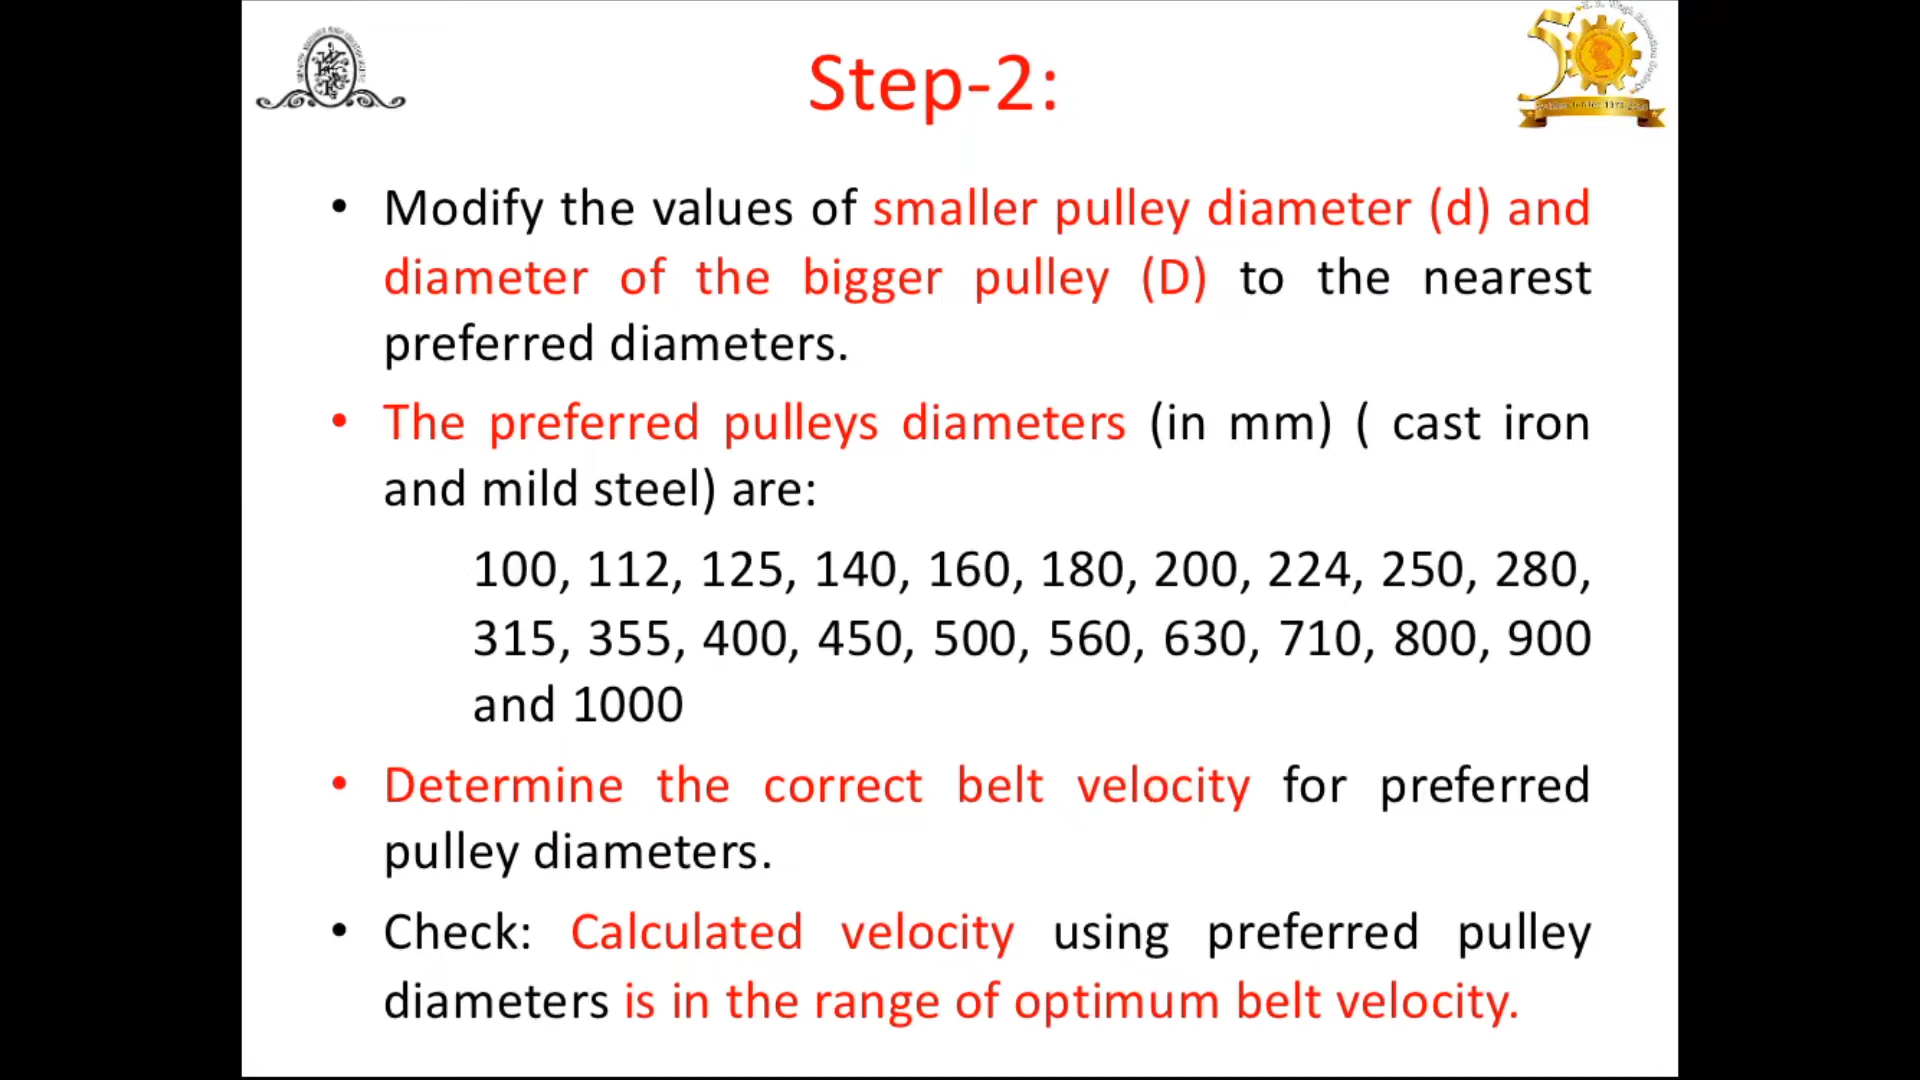 Step-2:
• Modify the values of smaller pulley diameter (d) and
diameter of the bigger pulley (D) to the nearest
preferred diameters.
• The preferred pulleys diameters (in mm) ( cast iron
and mild steel) are:
100, 112, 125, 140, 160, 180, 200, 224, 250, 280,
315, 355, 400, 450, 500, 560, 630, 710, 800, 900
and 1000
• Determine the correct belt velocity for preferred
pulley diameters.
• Check: Calculated velocity using preferred pulley
diameters is in the range of optimum belt velocity.